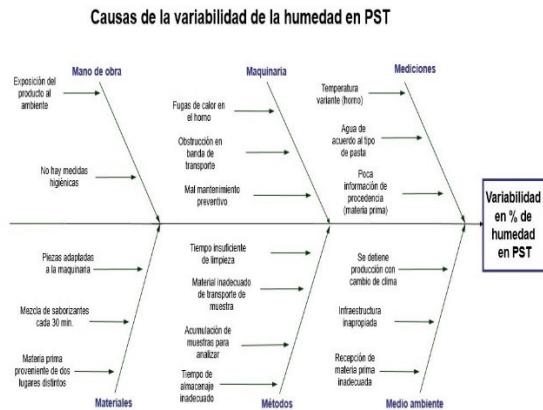 Causas de la variabilidad de la humedad en PST
Mano de obra
Maquinaria
Mediciones
Exposición del
producto al
ambiente
No hay medidas
higiénicas
Fugas de calor en
el horno
Obstrucción en
banda de
transporte
Mal mantenimiento
preventivo
Temperatura
variante (horno)
Agua de
acuerdo al tipo
de pasta
Poca
información de
procedencia
(materia prima)
Variabilidad
en % de
humedad
en PST
Piezas adaptadas
a la maquinaria
Mezcla de saborizantes
cada 30 min.
Materia prima
proveniente de dos
lugares distintos
Tiempo insuficiente
de limpieza
Material inadecuado
de transporte de
muestra
Acumulación de
muestras para
analizar
Tiempo de
almacenaje
inadecuado
Se detiene
producción con
cambio de clima
Infraestructura
inapropiada
Recepción de
materia prima
inadecuada
Materiales
Métodos
Medio ambiente